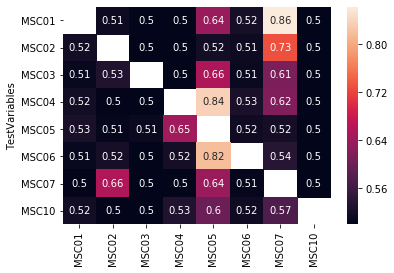 MSC01 0.51 0.5 0.5 0.64 0.52 0.86 0.5
MSC02 0.52 0.5 0.5 0.52 0.51 0.73 0.5
MSC03 0.51 0.53 0.5 0.66 0.51 0.61 0.5
MSC04 0.52 0.5 0.5 0.84 0.53 0.62 0.5
MSC05 0.53 0.51 0.51 0.65 0.52 0.52 0.5
MSC06 0.51 0.52 0.5 0.52 0.82 0.54 0.5
MSC07 0.5 0.66 0.5 0.5 0.64 0.51 0.5
MSC10 0.52 0.5 0.5 0.53 0.6 0.52 0.57
TestVariables
MSC01 MSC02 MSC03 MSC04 MSC05 MSC06 MSC07 MSC10
0.80
0.72
0.64
0.56